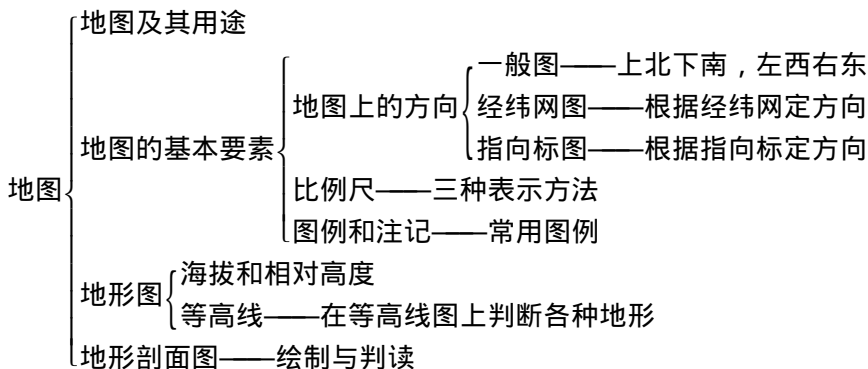 地图及其用途
一般图——上北下南，左西右东
地图上的方向 经纬网图——根据经纬网定方向
指向标图——根据指向标定方向
地图的基本要素
比例尺——三种表示方法
地图
图例和注记——常用图例
海拔和相对高度
地形图
等高线——在等高线图上判断各种地形
地形剖面图——绘制与判读